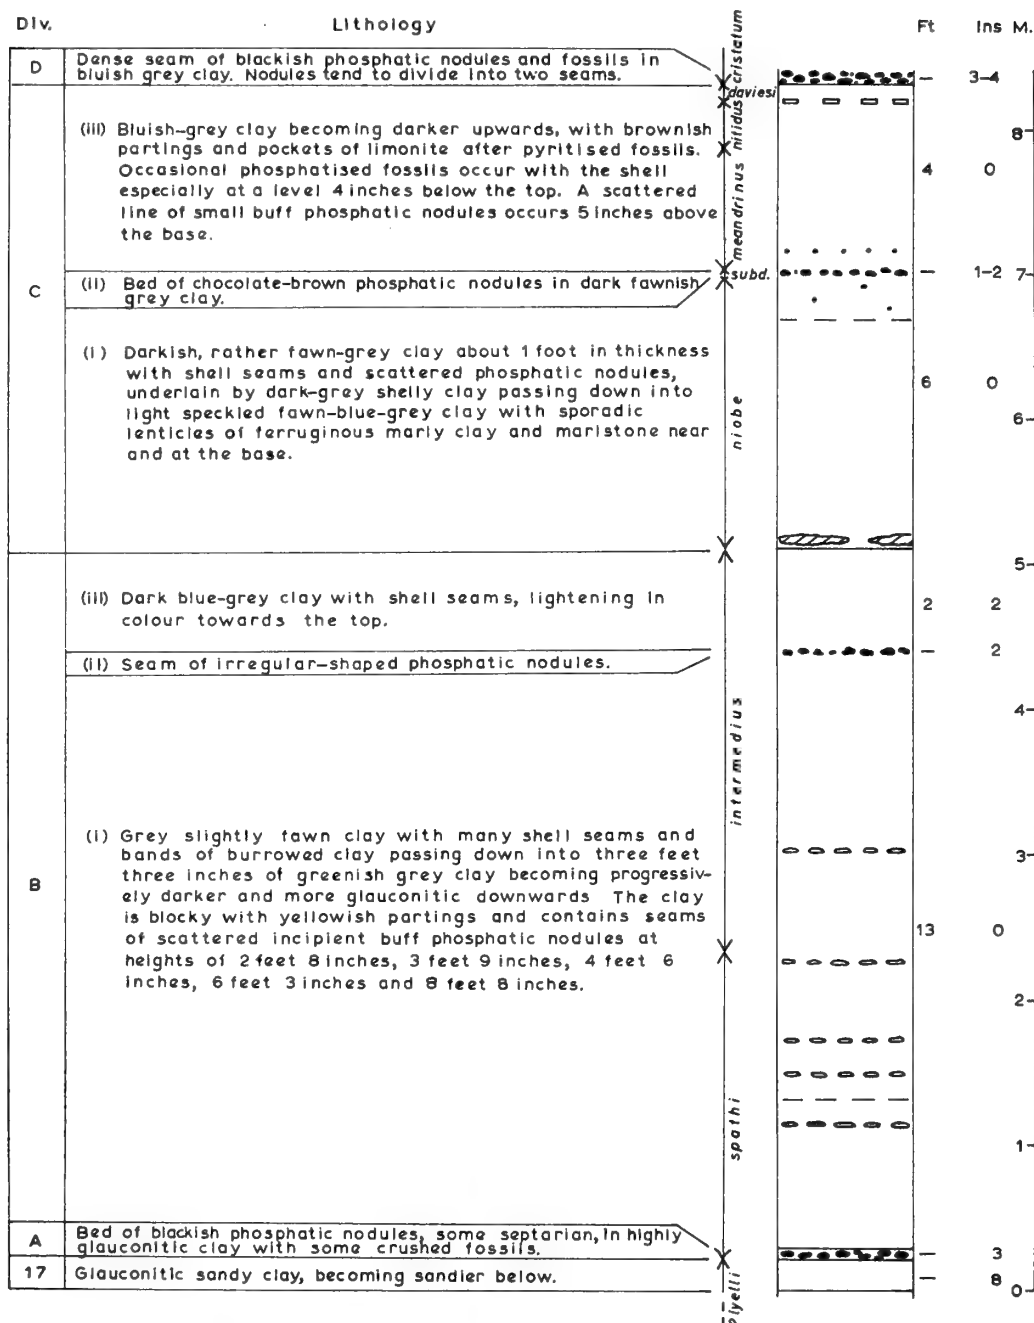 Div. Lithology Ft Ins M.
D
Dense seam of blackish phosphatic nodules and fossils in
bluish grey clay. Nodules tend to divide into two seams.
cristatum
— 3-4
daviesi
C
(iii) Bluish-grey clay becoming darker upwards, with brownish
partings and pockets of limonite after pyritised fossils.
Occasional phosphatised fossils occur with the shell
especially at a level 4 inches below the top. A scattered
line of small buff phosphatic nodules occurs 5 inches above
the base.
nitidus
meandrinus
8
4 0
(ii) Bed of chocolate-brown phosphatic nodules in dark fawnish
grey clay.
subd.
— 1-2 7
(i) Darkish, rather fawn-grey clay about 1 foot in thickness
with shell seams and scattered phosphatic nodules,
underlain by dark-grey shelly clay passing down into
light speckled fawn-blue-grey clay with sporadic
lenticles of ferruginous marly clay and marlstone near
and at the base.
niobe
6 0
6
5
B
(iii) Dark blue-grey clay with shell seams, lightening in
colour towards the top.
2 2
(ii) Seam of irregular-shaped phosphatic nodules.
— 2
intermedius
4
(i) Grey slightly fawn clay with many shell seams and
bands of burrowed clay passing down into three feet
three inches of greenish grey clay becoming progressiv-
ely darker and more glauconitic downwards The clay
is blocky with yellowish partings and contains seams
of scattered incipient buff phosphatic nodules at
heights of 2 feet 8 inches, 3 feet 9 inches, 4 feet 6
inches, 6 feet 3 inches and 8 feet 8 inches.
3
13 0
2
spathi
1
A
Bed of blackish phosphatic nodules, some septarian, in highly
glauconitic clay with some crushed fossils.
— 3
17 Glauconitic sandy clay, becoming sandier below.
— 8
0
?lyelli